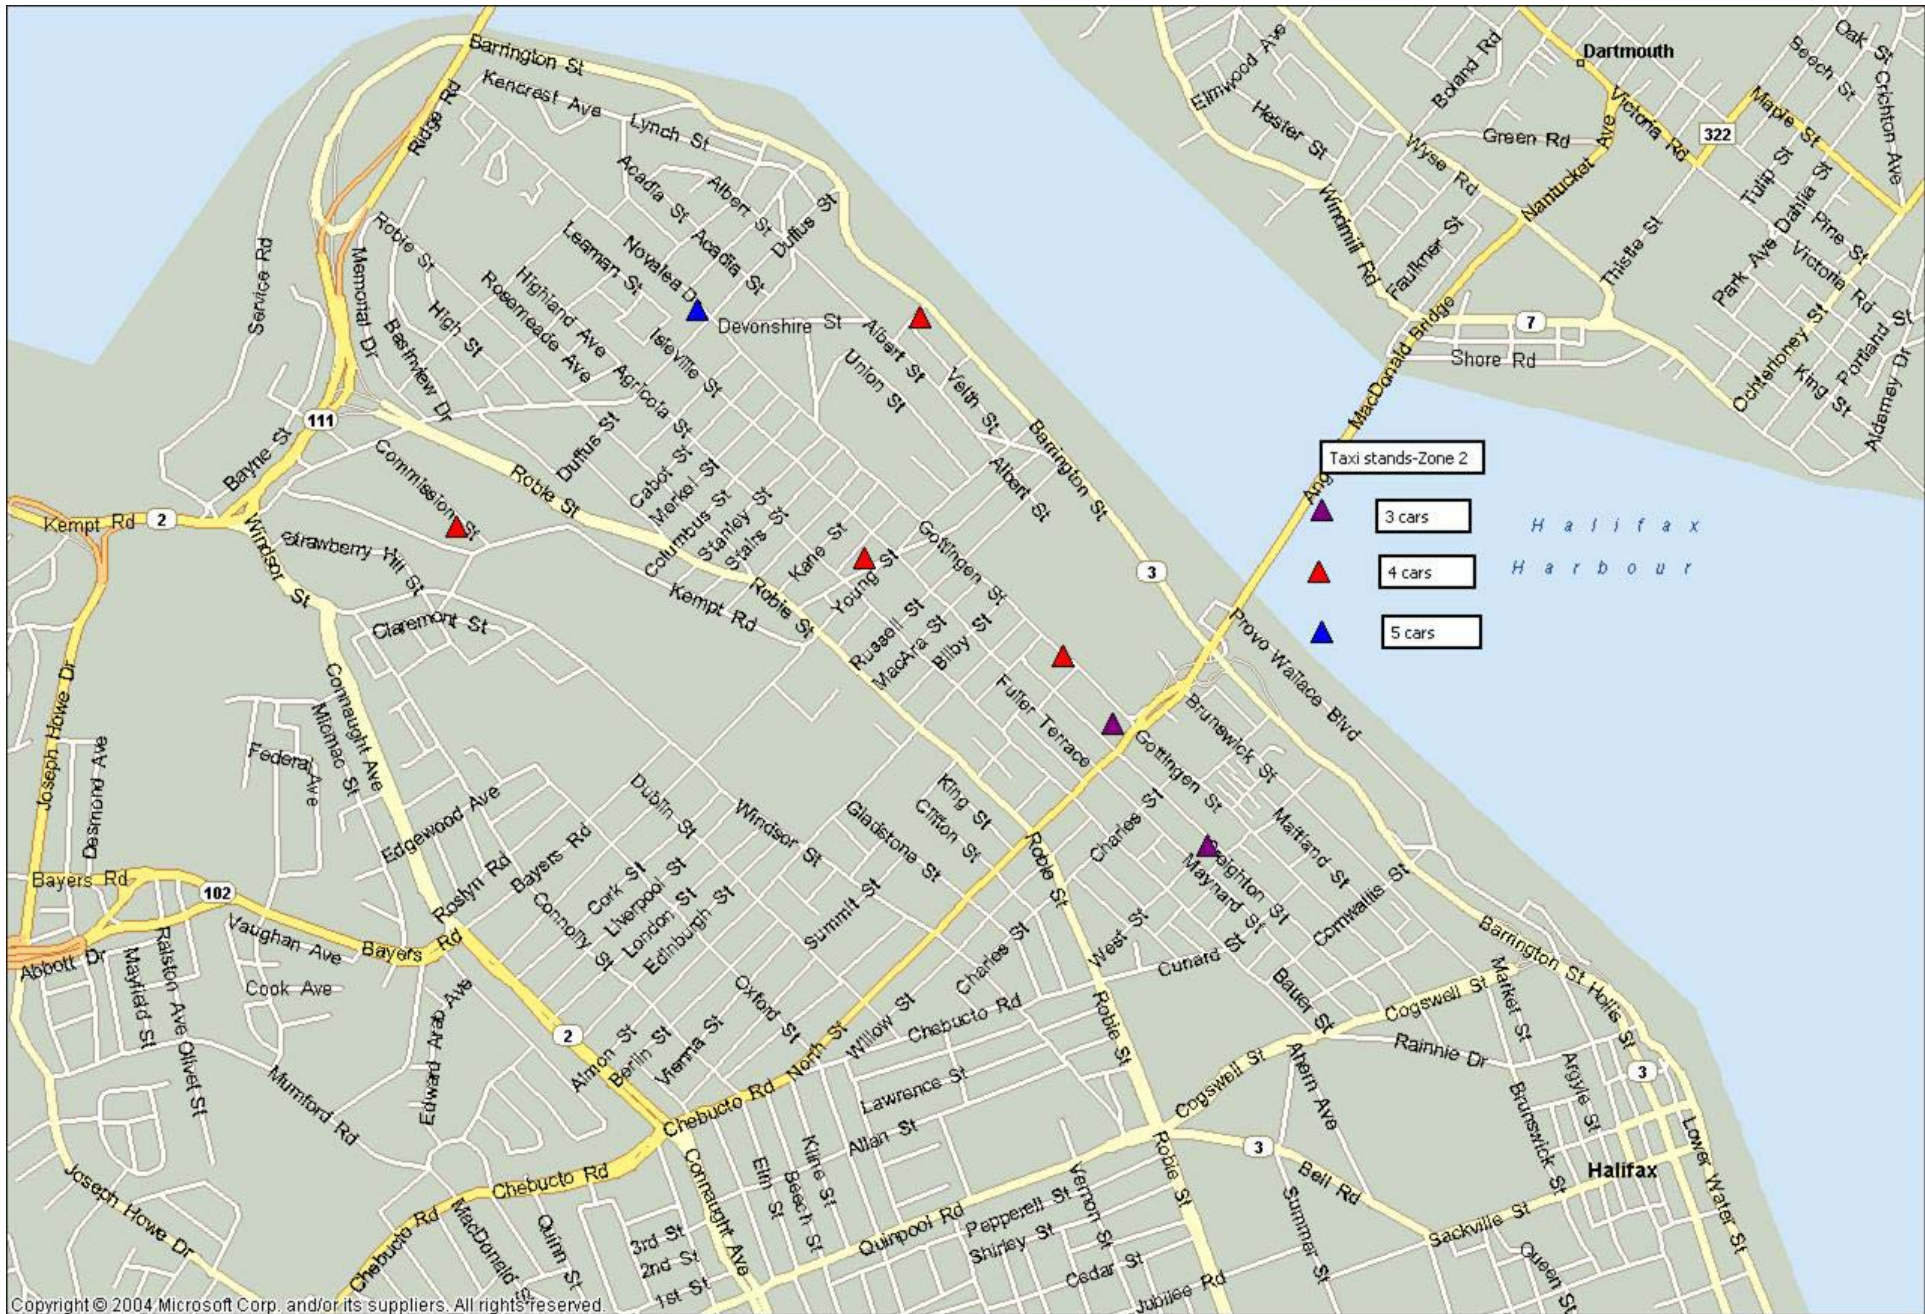 Barrington St
Kencrest Ave
Lynch St
Ridge Rd
Acadia St
Albert St
Duffus St
Acadia St
Novalea Dr
Leaman St
Robie St
Memorial Dr
Service Rd
Highland Ave
Rosemeade Ave
High St
Basinview Dr
Isleville St
Devonshire St
Albert St
Union St
Veith St
Agricola St
Duffus St
111
Bayne St
Commission St
Robie St
Cabot St
Merkel St
Columbus St
Stanley St
Stairs St
Kane St
Young St
Gottingen St
Albert St
Barrington St
3
Kempt Rd
2
Windsor St
Strawberry Hill St
Claremont St
Kempt Rd
Robie St
Russell St
MacAra St
Bilby St
Fuller Terrace
Joseph Howe Dr
Connaught Ave
Micmac St
Federal Ave
Desmond Ave
Edgewood Ave
Bayers Rd
102
Roslyn Rd
Bayers Rd
Dublin St
Windsor St
Gladstone St
King St
Clifton St
Robie St
Charles St
Gottingen St
Brunswick St
Provo Wallace Blvd
Maitland St
Creighton St
Maynard St
Cornwallis St
Cork St
Liverpool St
London St
Edinburgh St
Connolly St
Summit St
Vaughan Ave
Bayers Rd
Abbott Dr
Mayfield St
Ralston Ave
Olivet St
Cook Ave
Edward Arab Ave
Mumford Rd
2
Almon St
Berlin St
Vienna St
Oxford St
North St
Willow St
Charles St
Chebucto Rd
West St
Cunard St
Bauer St
Cogswell St
Market St
Barrington St
Hollis St
Rainnie Dr
Argyle St
3
Robie St
Cogswell St
Ahern Ave
Brunswick St
Lower Water St
Lawrence St
Allan St
Chebucto Rd
Chebucto Rd
Connaught Ave
Elm St
Beech St
Kline St
Quinpool Rd
Pepperell St
Shirley St
Vernon St
Cedar St
Jubilee Rd
Robie St
3
Bell Rd
Summer St
Sackville St
Queen St
Halifax
Joseph Howe Dr
Chebucto Rd
MacDonald St
Quinn St
3rd St
2nd St
1st St
Elmwood Ave
Hester St
Boland Rd
Green Rd
Wyse Rd
Windmill Rd
Faulkner St
Nantucket Ave
Dartmouth
Victoria Rd
322
Maple St
Oak St
Beech St
Crichton Ave
Tulip St
Dahlia St
Park Ave
Pine St
Victoria Rd
Thistle St
7
Shore Rd
Ochterloney St
King St
Portland St
Alderney Dr
MacDonald Bridge
Ang
Taxi stands-Zone 2
3 cars
4 cars
5 cars
Halifax
Harbour
Copyright © 2004 Microsoft Corp. and/or its suppliers. All rights reserved.